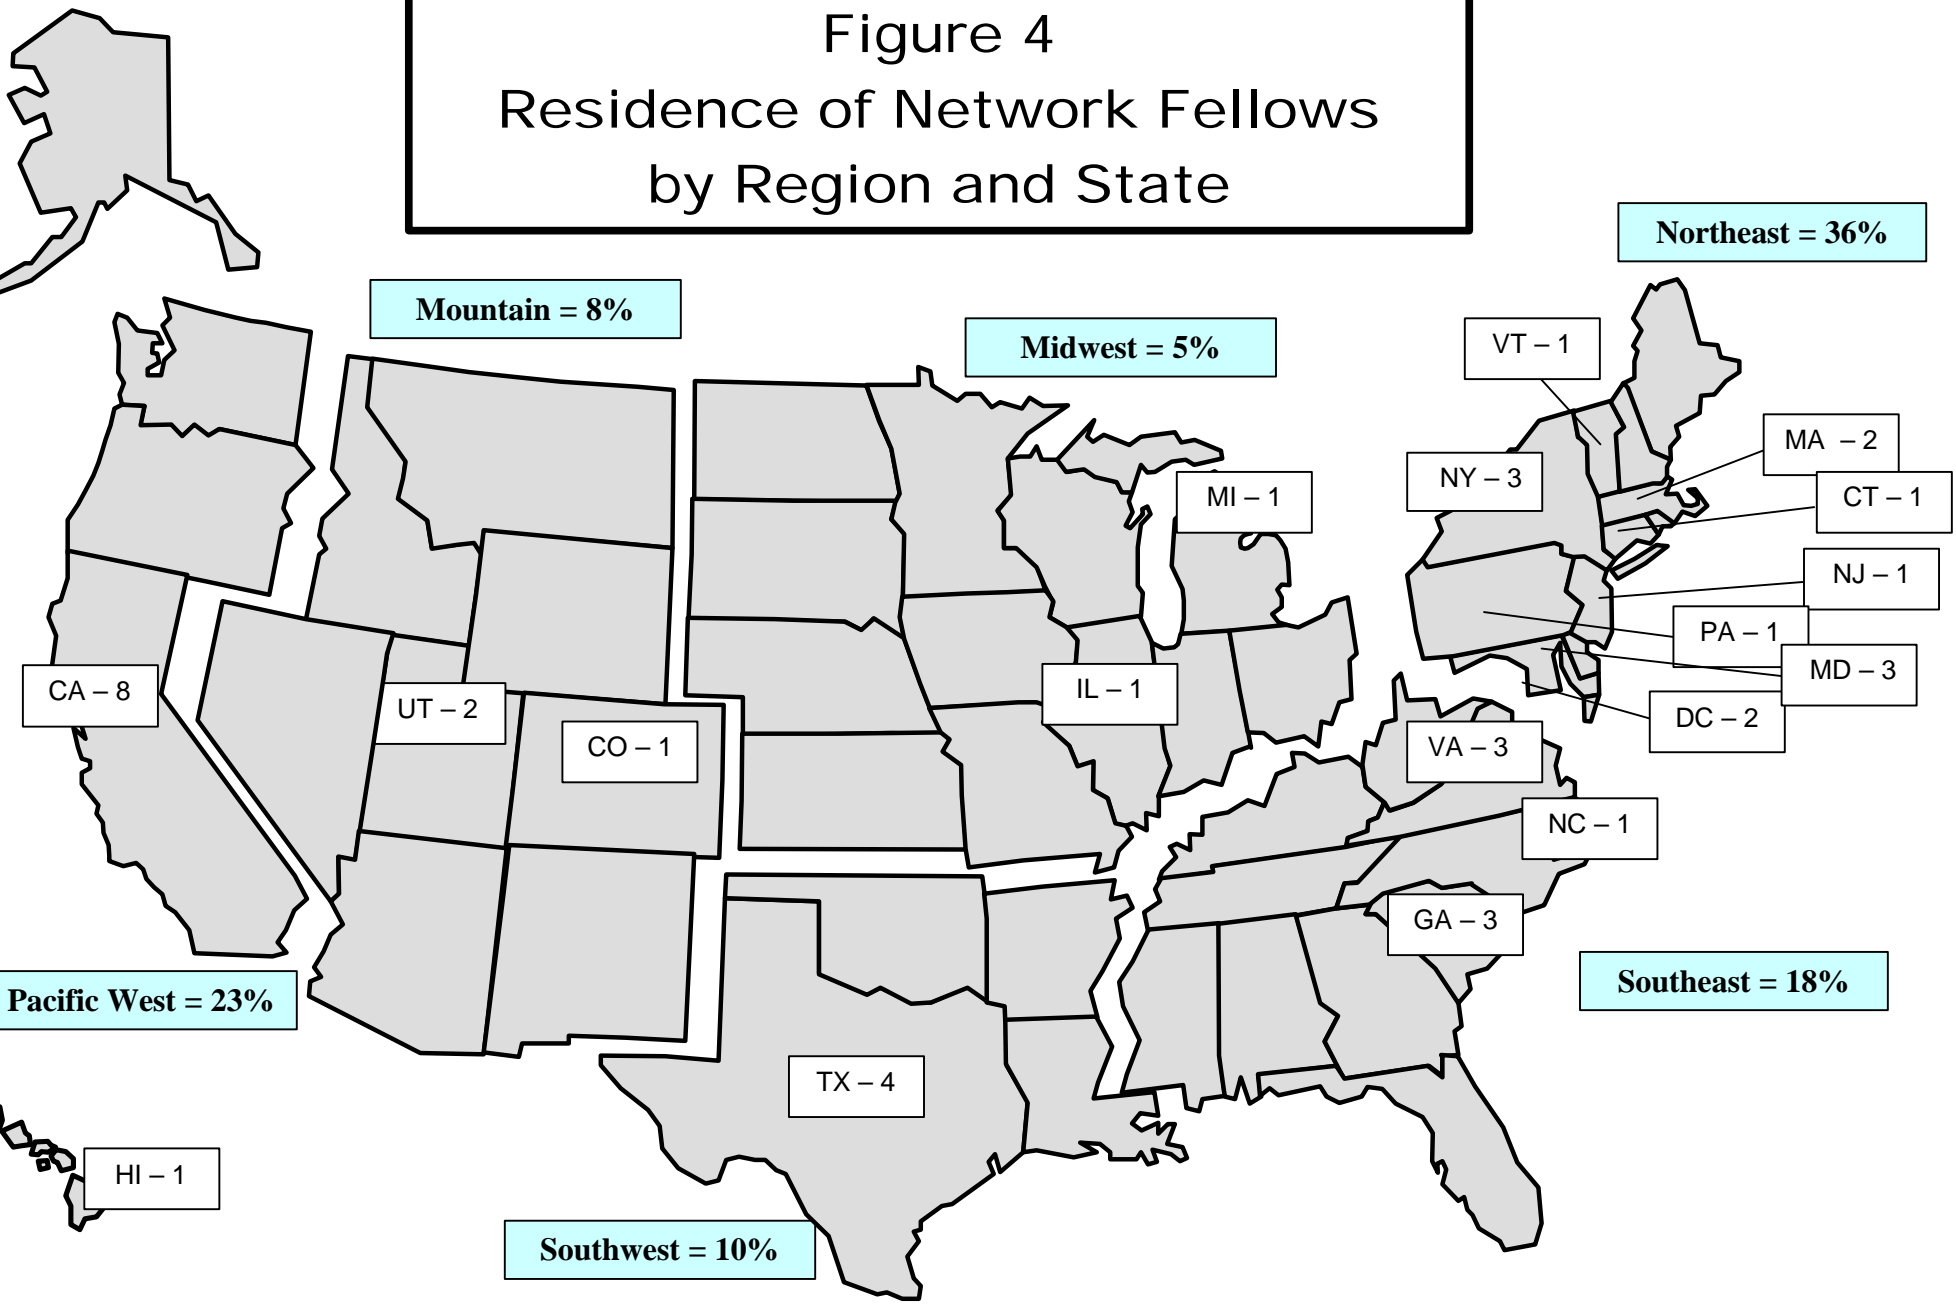 Figure 4
Residence of Network Fellows
by Region and State
Northeast = 36%
Mountain = 8%
Midwest = 5%
VT – 1
MA – 2
NY – 3
MI – 1
CT – 1
NJ – 1
PA – 1
MD – 3
CA – 8
UT – 2
IL – 1
DC – 2
CO – 1
VA – 3
NC – 1
GA – 3
Pacific West = 23%
Southeast = 18%
TX – 4
HI – 1
Southwest = 10%